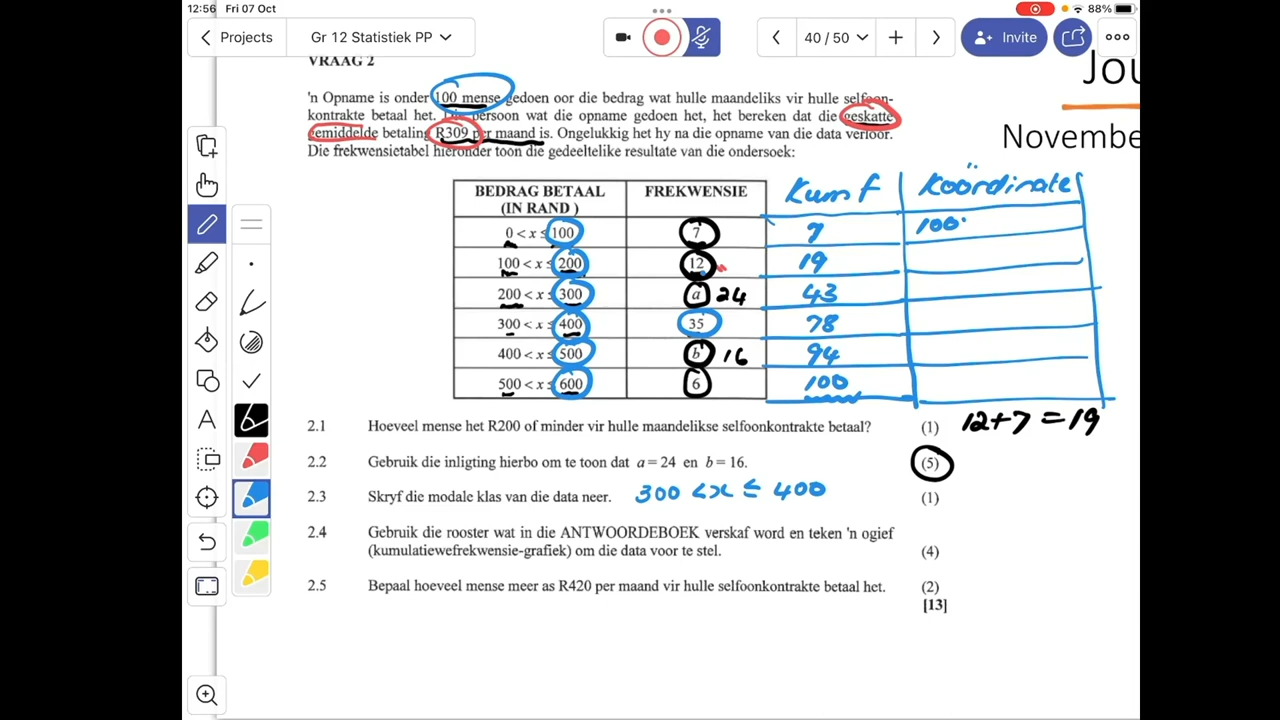 12:56 Fri 07 Oct
88%
Projects
Gr 12 Statistiek PP
40 / 50
Invite
VRAAG 2
Jou
Novembe
'n Opname is onder 100 mense gedoen oor die bedrag wat hulle maandeliks vir hulle selfoon-
kontrakte betaal het. Die persoon wat die opname gedoen het, het bereken dat die geskatte
gemiddelde betaling R309 per maand is. Ongelukkig het hy na die opname van die data verloor.
Die frekwensietabel hieronder toon die gedeeltelike resultate van die ondersoek:
BEDRAG BETAAL (IN RAND ) FREKWENSIE Kum f Koördinate
0 < x ≤ 100 7 7 100
100 < x ≤ 200 12 19
200 < x ≤ 300 a 24 43
300 < x ≤ 400 35 78
400 < x ≤ 500 b 16 94
500 < x ≤ 600 6 100
2.1 Hoeveel mense het R200 of minder vir hulle maandelikse selfoonkontrakte betaal? (1) 12+7 = 19
2.2 Gebruik die inligting hierbo om te toon dat a = 24 en b = 16. (5)
2.3 Skryf die modale klas van die data neer. 300 < x ≤ 400 (1)
2.4 Gebruik die rooster wat in die ANTWOORDEBOEK verskaf word en teken 'n ogief
(kumulatiewefrekwensie-grafiek) om die data voor te stel. (4)
2.5 Bepaal hoeveel mense meer as R420 per maand vir hulle selfoonkontrakte betaal het. (2)
[13]